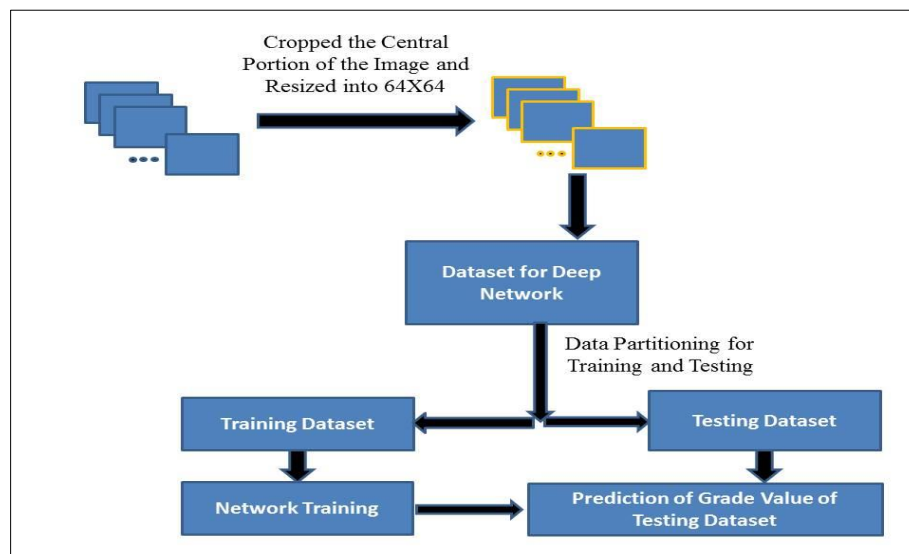 Cropped the Central
Portion of the Image and
Resized into 64X64
Dataset for Deep
Network
Data Partitioning for
Training and Testing
Training Dataset
Testing Dataset
Network Training
Prediction of Grade Value of
Testing Dataset